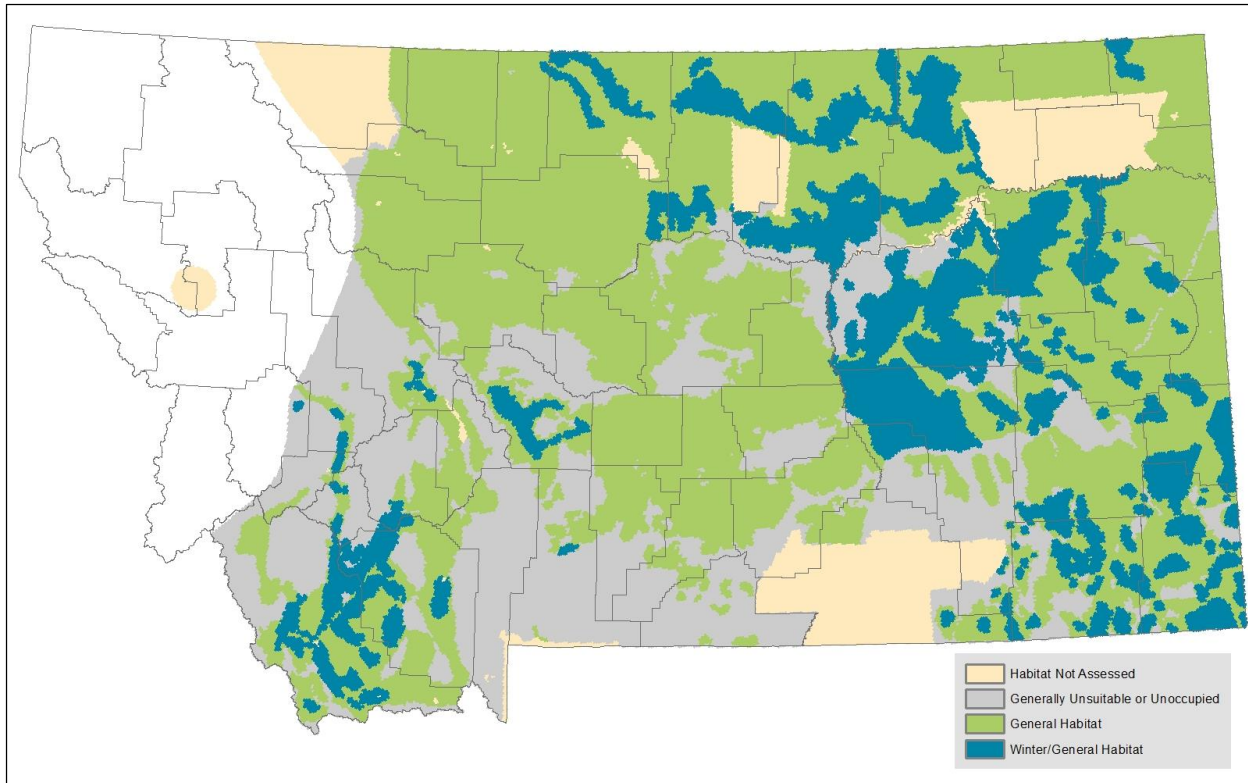 Habitat Not Assessed
Generally Unsuitable or Unoccupied
General Habitat
Winter/General Habitat